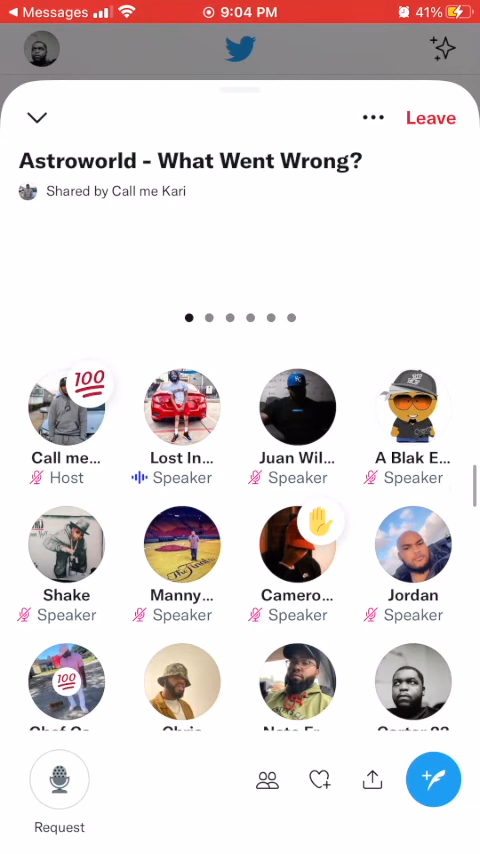 Messages 9:04 PM 41%
Leave
Astroworld - What Went Wrong?
Shared by Call me Kari
100
Call me... Lost In... Juan Wil... A Blak E...
Host Speaker Speaker Speaker
Shake Manny... Camero... Jordan
Speaker Speaker Speaker Speaker
100
Request